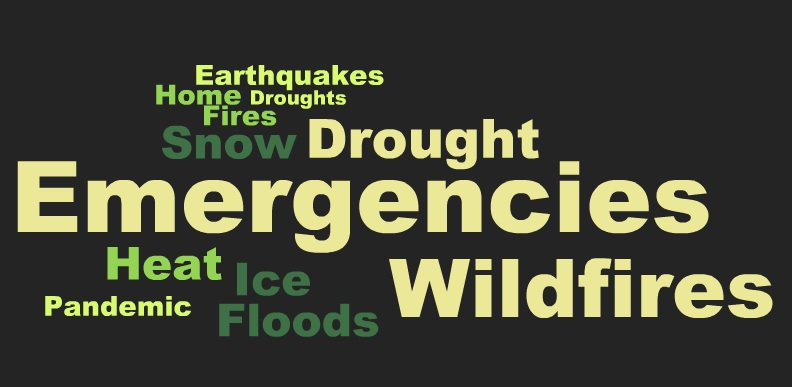 Earthquakes
Home Droughts
Fires
Snow Drought
Emergencies
Heat Ice Wildfires
Pandemic Floods